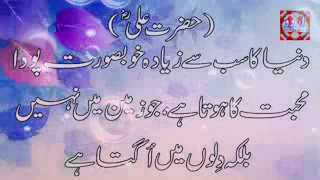 (حضرت علیؓ)
دنیا کا سب سے زیادہ خوبصورت پودا
محبت کا ہوتا ہے، جو زمین میں نہیں
بلکہ دلوں میں اُگتا ہے